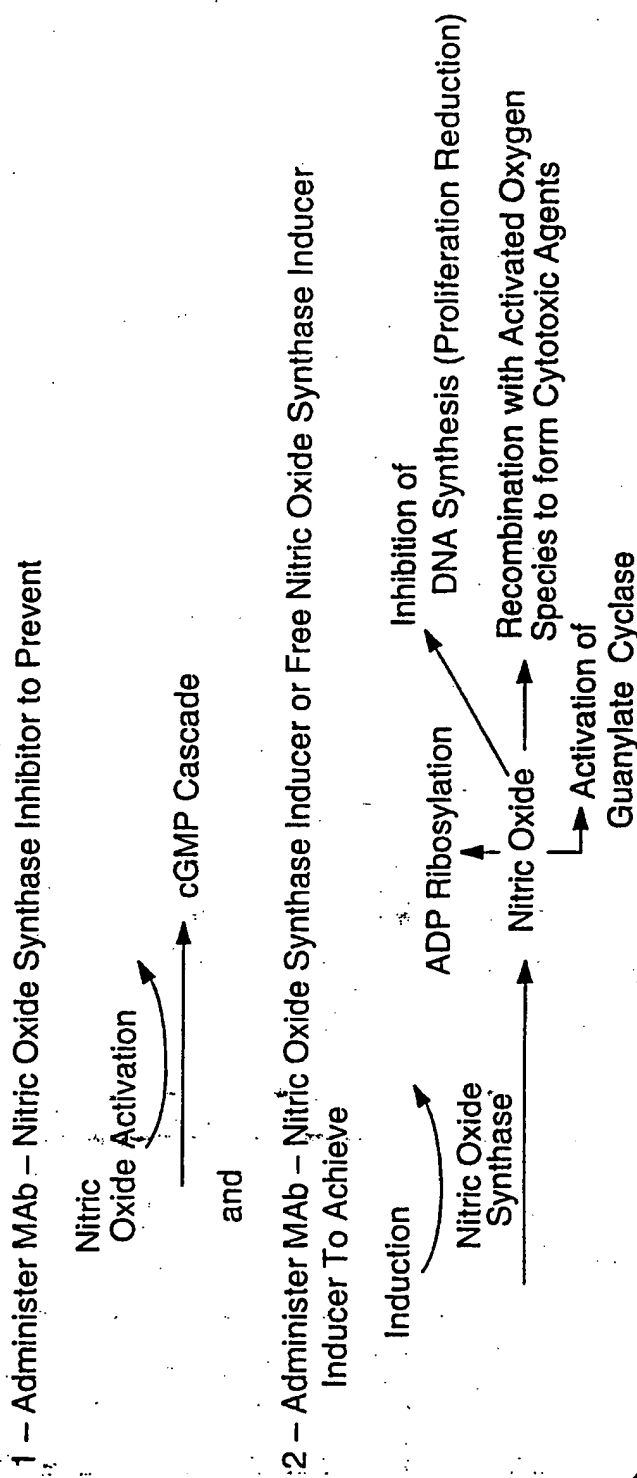 1 – Administer MAb – Nitric Oxide Synthase Inhibitor to Prevent
Nitric
Oxide Activation
cGMP Cascade
and
2 – Administer MAb – Nitric Oxide Synthase Inducer or Free Nitric Oxide Synthase Inducer
Inducer To Achieve
Induction
Nitric Oxide
Synthase
ADP Ribosylation
Nitric Oxide
Inhibition of
DNA Synthesis (Proliferation Reduction)
Recombination with Activated Oxygen
Species to form Cytotoxic Agents
Activation of
Guanylate Cyclase